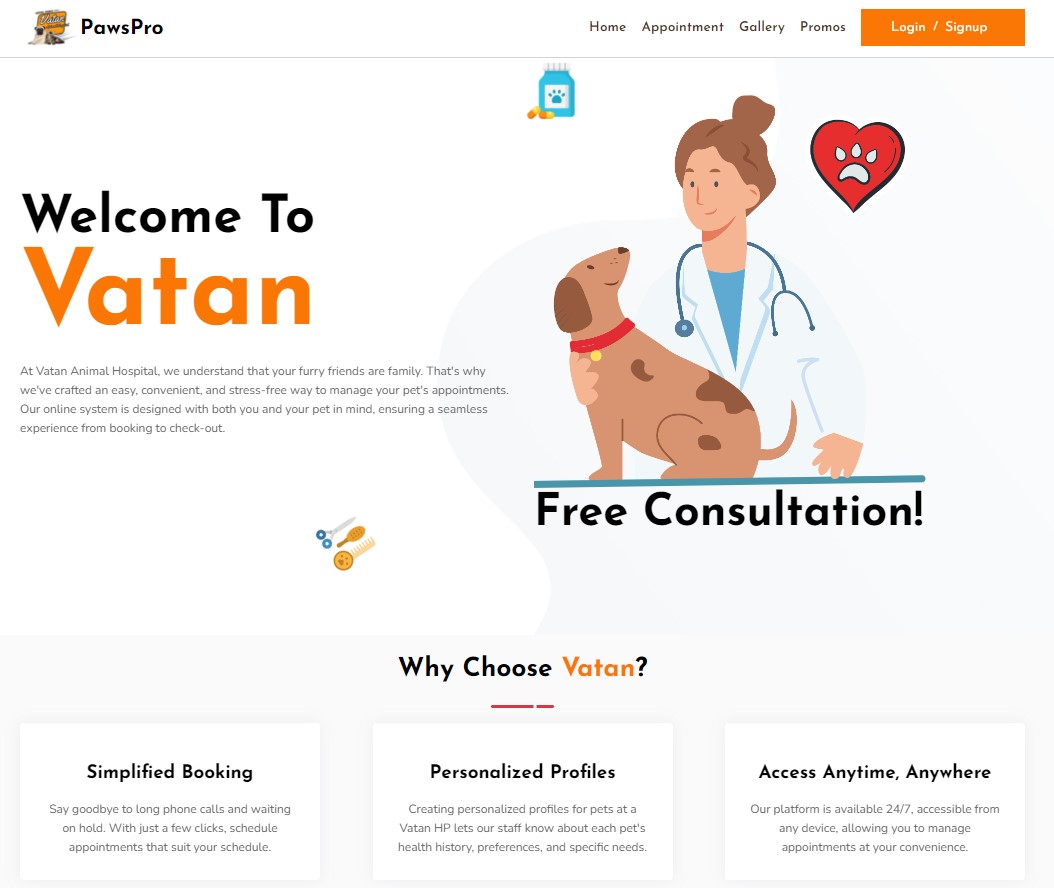 PawsPro
Home Appointment Gallery Promos Login / Signup
Welcome To
Vatan
At Vatan Animal Hospital, we understand that your furry friends are family. That's why
we've crafted an easy, convenient, and stress-free way to manage your pet's appointments.
Our online system is designed with both you and your pet in mind, ensuring a seamless
experience from booking to check-out.
Free Consultation!
Why Choose Vatan?
Simplified Booking
Say goodbye to long phone calls and waiting
on hold. With just a few clicks, schedule
appointments that suit your schedule.
Personalized Profiles
Creating personalized profiles for pets at a
Vatan HP lets our staff know about each pet's
health history, preferences, and specific needs.
Access Anytime, Anywhere
Our platform is available 24/7, accessible from
any device, allowing you to manage
appointments at your convenience.